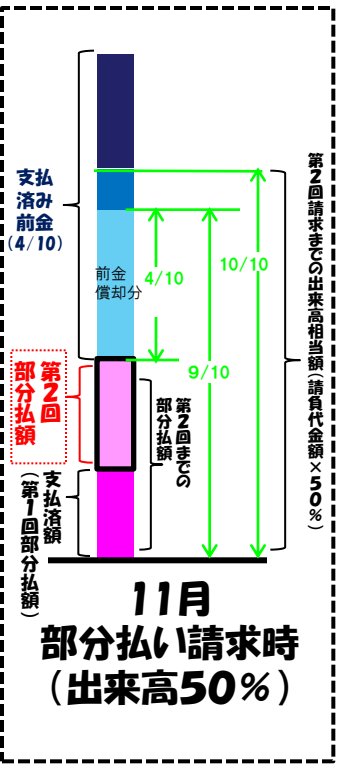 支払
済み
前金
(4/10)
前金
償却分
4/10
10/10
9/10
第2回請求までの出来高相当額(請負代金額×50%)
第2回
部分払額
第2回までの
部分払額
支払済額
(第1回部分払額)
11月
部分払い請求時
(出来高50%)